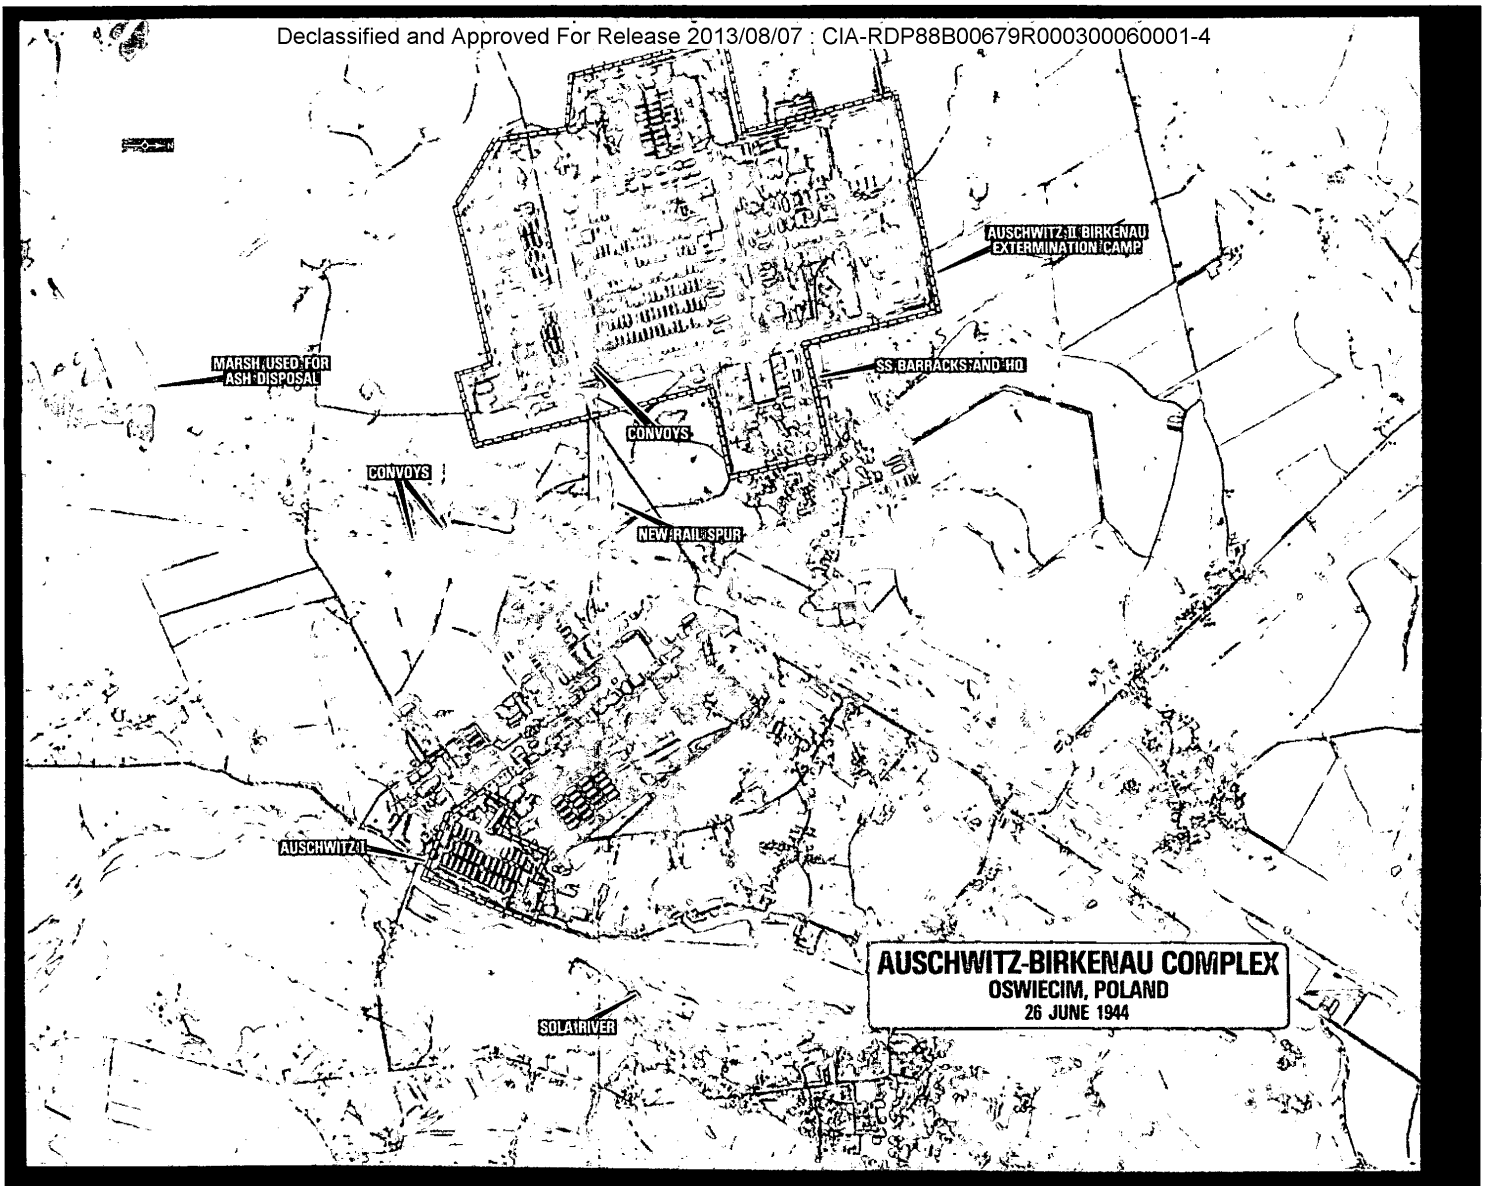 Declassified and Approved For Release 2013/08/07 : CIA-RDP88B00679R000300060001-4
N
AUSCHWITZ II BIRKENAU
EXTERMINATION CAMP
MARSH USED FOR
ASH DISPOSAL
SS BARRACKS AND HQ
CONVOYS
CONVOYS
NEW RAIL SPUR
AUSCHWITZ I
AUSCHWITZ-BIRKENAU COMPLEX
OSWIECIM, POLAND
26 JUNE 1944
SOLA RIVER